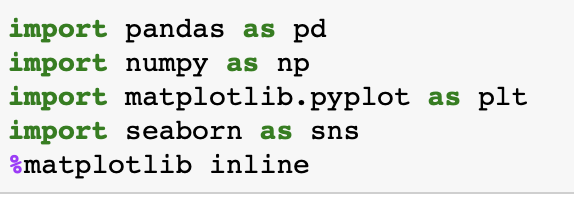 import pandas as pd
import numpy as np
import matplotlib.pyplot as plt
import seaborn as sns
%matplotlib inline